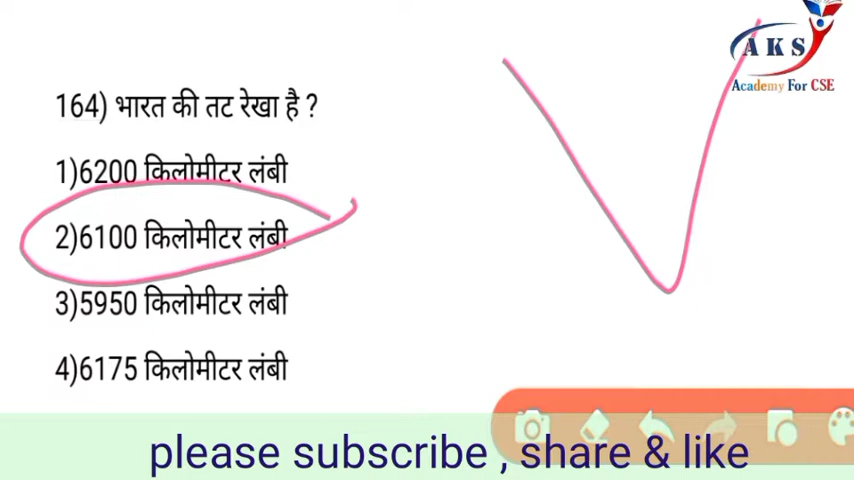 AKS
Academy For CSE
164) भारत की तट रेखा है ?
1)6200 किलोमीटर लंबी
2)6100 किलोमीटर लंबी
3)5950 किलोमीटर लंबी
4)6175 किलोमीटर लंबी
please subscribe , share & like